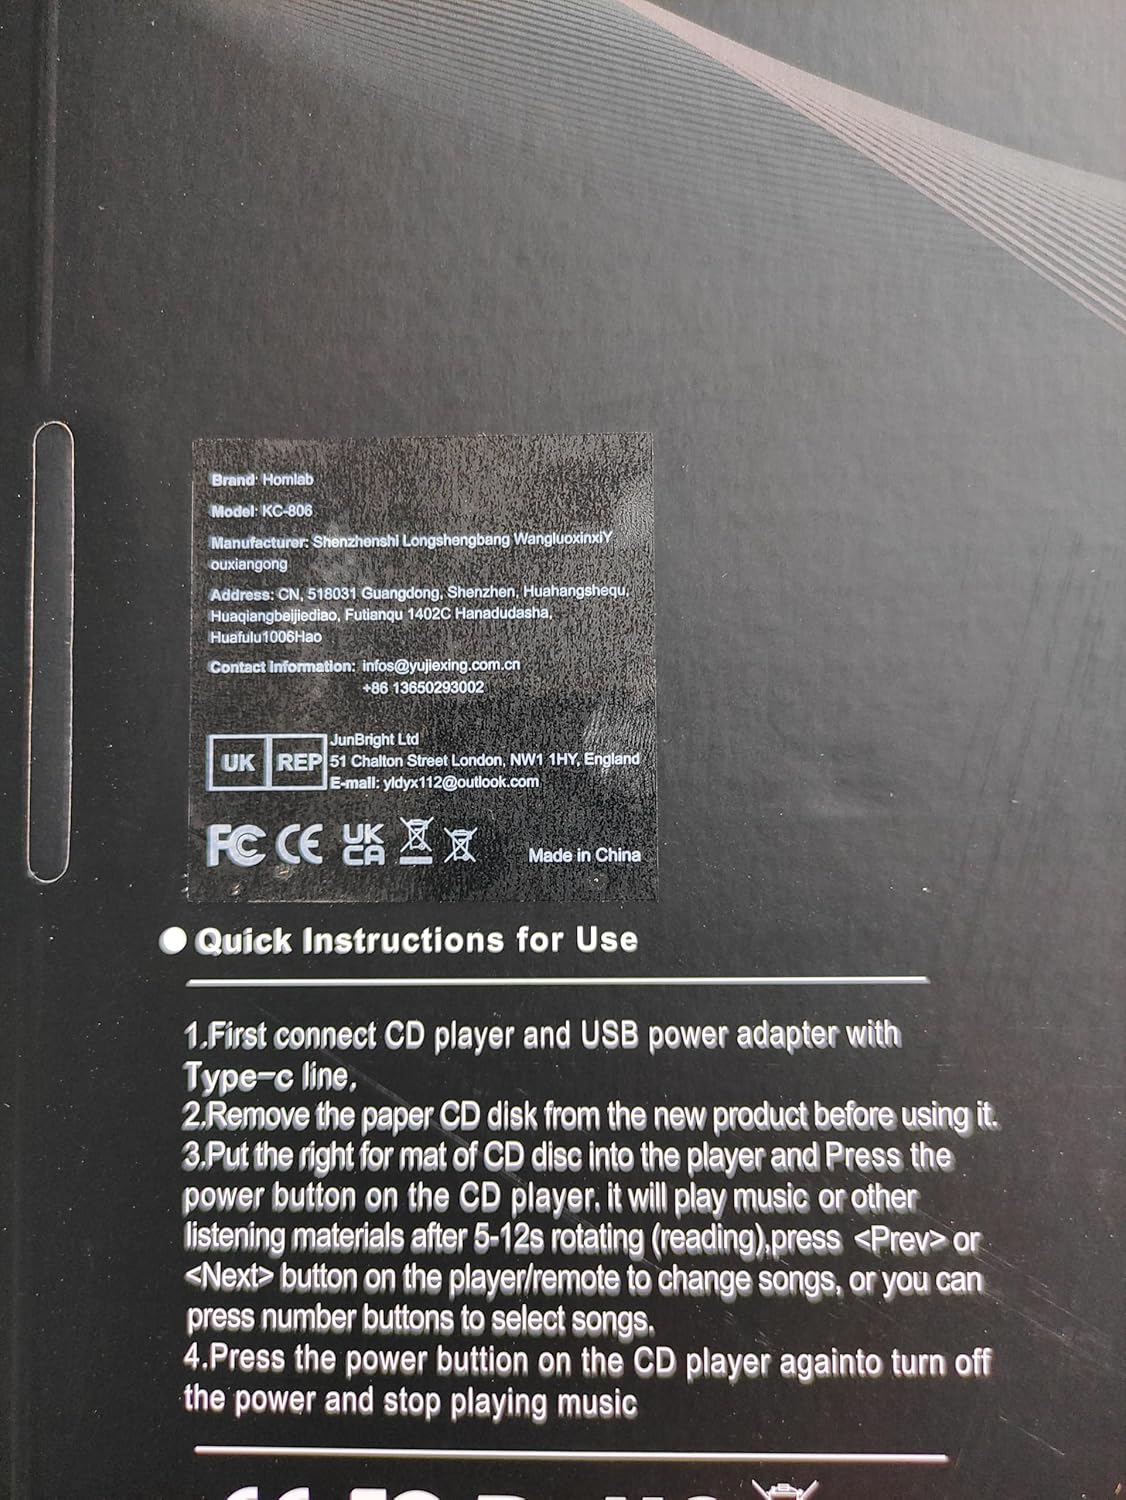 Brand: Homlab
Model: KC-806
Manufacturer: Shenzhenshi Longshengbang WangluoxinxiY
ouxiangong
Address: CN, 518031 Guangdong, Shenzhen, Huahangshequ,
Huaqiangbeijiediao, Futianqu 1402C Hanadudasha,
Huafulu1006Hao
Contact Information: infos@yujiexing.com.cn
+86 13650293002
UK REP
JunBright Ltd
51 Chalton Street London, NW1 1HY, England
E-mail: yldyx112@outlook.com
FC CE UK
CA
Made in China
Quick Instructions for Use
1.First connect CD player and USB power adapter with
Type-c line.
2.Remove the paper CD disk from the new product before using it.
3.Put the right for mat of CD disc into the player and Press the
power button on the CD player. it will play music or other
listening materials after 5-12s rotating (reading),press <Prev> or
<Next> button on the player/remote to change songs, or you can
press number buttons to select songs.
4.Press the power buttion on the CD player againto turn off
the power and stop playing music